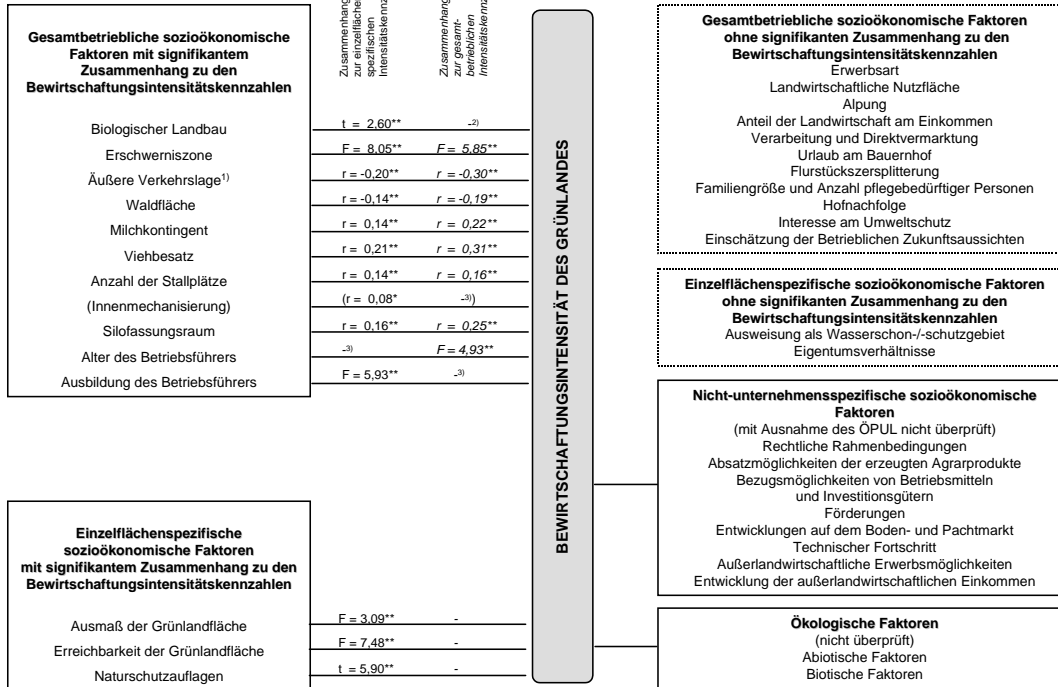 Gesamtbetriebliche sozioökonomische
Faktoren mit signifikantem
Zusammenhang zu den
Bewirtschaftungsintensitätskennzahlen
Zusammenhang
zur einzelflächen
spezifischen
Zusammenhang
zur gesamt-
betrieblichen
Biologischer Landbau t = 2,60** -2)
Erschwerniszone F = 8,05** F = 5,85**
Äußere Verkehrslage1) r = -0,20** r = -0,30**
Waldfläche r = -0,14** r = -0,19**
Milchkontingent r = 0,14** r = 0,22**
Viehbesatz r = 0,21** r = 0,31**
Anzahl der Stallplätze r = 0,14** r = 0,16**
(Innenmechanisierung) (r = 0,08* -3))
Silofassungsraum r = 0,16** r = 0,25**
Alter des Betriebsführers -3) F = 4,93**
Ausbildung des Betriebsführers F = 5,93** -3)
Einzelflächenspezifische
sozioökonomische Faktoren
mit signifikantem Zusammenhang zu den
Bewirtschaftungsintensitätskennzahlen
Ausmaß der Grünlandfläche F = 3,09** -
Erreichbarkeit der Grünlandfläche F = 7,48** -
Naturschutzauflagen t = 5,90** -
BEWIRTSCHAFTUNGSINTENSITÄT DES GRÜNLANDES
Gesamtbetriebliche sozioökonomische Faktoren
ohne signifikanten Zusammenhang zu den
Bewirtschaftungsintensitätskennzahlen
Erwerbsart
Landwirtschaftliche Nutzfläche
Alpung
Anteil der Landwirtschaft am Einkommen
Verarbeitung und Direktvermarktung
Urlaub am Bauernhof
Flurstückszersplitterung
Familiengröße und Anzahl pflegebedürftiger Personen
Hofnachfolge
Interesse am Umweltschutz
Einschätzung der Betrieblichen Zukunftsaussichten
Einzelflächenspezifische sozioökonomische Faktoren
ohne signifikanten Zusammenhang zu den
Bewirtschaftungsintensitätskennzahlen
Ausweisung als Wasserschon-/-schutzgebiet
Eigentumsverhältnisse
Nicht-unternehmensspezifische sozioökonomische
Faktoren
(mit Ausnahme des ÖPUL nicht überprüft)
Rechtliche Rahmenbedingungen
Absatzmöglichkeiten der erzeugten Agrarprodukte
Bezugsmöglichkeiten von Betriebsmitteln
und Investitionsgütern
Förderungen
Entwicklungen auf dem Boden- und Pachtmarkt
Technischer Fortschritt
Außerlandwirtschaftliche Erwerbsmöglichkeiten
Entwicklung der außerlandwirtschaftlichen Einkommen
Ökologische Faktoren
(nicht überprüft)
Abiotische Faktoren
Biotische Faktoren